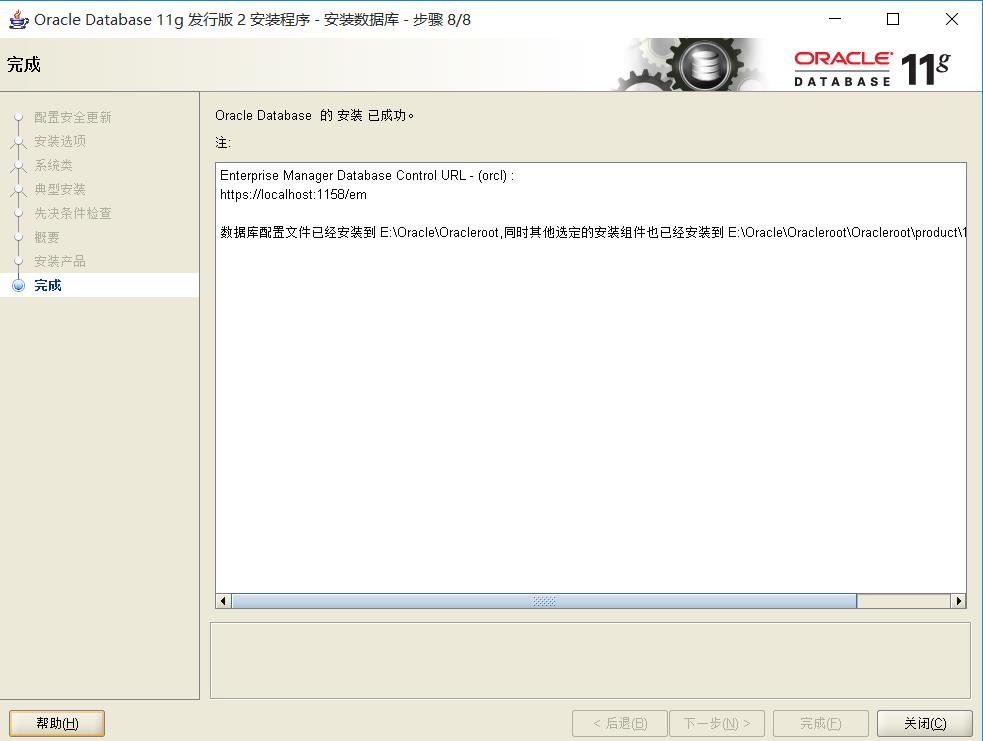 Oracle Database 11g 发行版 2 安装程序 - 安装数据库 - 步骤 8/8
完成
ORACLE
DATABASE
11g
配置安全更新
安装选项
系统类
典型安装
先决条件检查
概要
安装产品
完成
Oracle Database 的 安装 已成功。
注:
Enterprise Manager Database Control URL - (orcl) :
https://localhost:1158/em
数据库配置文件已经安装到 E:\Oracle\Oracleroot,同时其他选定的安装组件也已经安装到 E:\Oracle\Oracleroot\Oracleroot\product\1
帮助(H)
< 后退(B)
下一步(N) >
完成(F)
关闭(C)